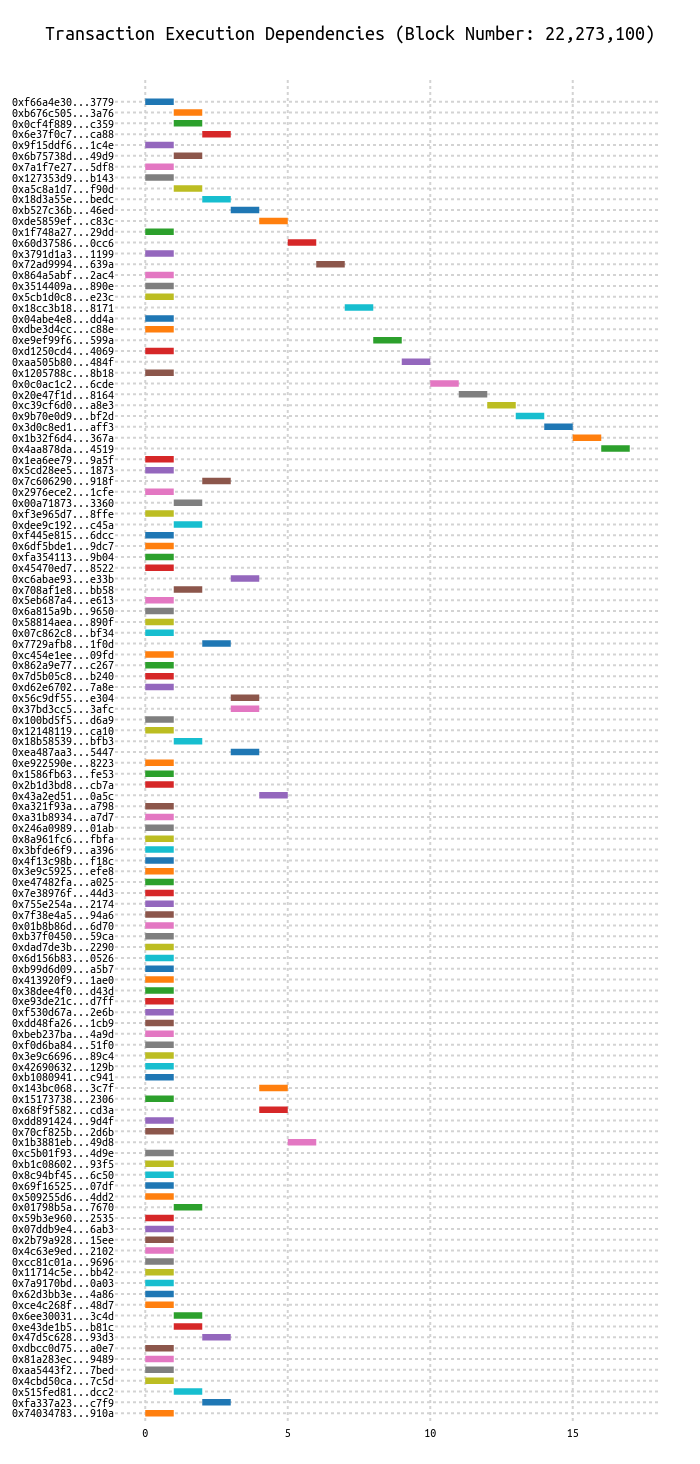 Transaction Execution Dependencies (Block Number: 22,273,100)
0xf66a4e30...3779
0xb676c505...3a76
0x0cf4f889...c359
0x6e37f0c7...ca88
0x9f15ddf6...1c4e
0x6b75738d...49d9
0x7a1f7e27...5df8
0x127353d9...b143
0xa5c8a1d7...f90d
0x18d3a55e...bedc
0xb527c36b...46ed
0xde5859ef...c83c
0x1f748a27...29dd
0x60d37586...0cc6
0x3791d1a3...1199
0x72ad9994...639a
0x864a5abf...2ac4
0x3514409a...890e
0x5cb1d0c8...e23c
0x18cc3b18...8171
0x04abe4e8...dd4a
0xdbe3d4cc...c88e
0xe9ef99f6...599a
0xd1250cd4...4069
0xaa505b80...484f
0x1205788c...8b18
0x0c0ac1c2...6cde
0x20e47f1d...8164
0xc39cf6d0...a8e3
0x9b70e0d9...bf2d
0x3d0c8ed1...aff3
0x1b32f6d4...367a
0x4aa878da...4519
0x1ea6ee79...9a5f
0x5cd28ee5...1873
0x7c606290...918f
0x2976ece2...1cfe
0x00a71873...3360
0xf3e965d7...8ffe
0xdee9c192...c45a
0xf445e815...6dcc
0x6df5bde1...9dc7
0xfa354113...9b04
0x45470ed7...8522
0xc6abae93...e33b
0x708af1e8...bb58
0x5eb687a4...e613
0x6a815a9b...9650
0x58814aea...890f
0x07c862c8...bf34
0x7729afb8...1f0d
0xc454e1ee...09fd
0x862a9e77...c267
0x7d5b05c8...b240
0xd62e6702...7a8e
0x56c9df55...e304
0x37bd3cc5...3afc
0x100bd5f5...d6a9
0x12148119...ca10
0x18b58539...bfb3
0xea487aa3...5447
0xe922590e...8223
0x1586fb63...fe53
0x2b1d3bd8...cb7a
0x43a2ed51...0a5c
0xa321f93a...a798
0xa31b8934...a7d7
0x246a0989...01ab
0x8a961fc6...fbfa
0x3bfde6f9...a396
0x4f13c98b...f18c
0x3e9c5925...efe8
0xe47482fa...a025
0x7e38976f...44d3
0x755e254a...2174
0x7f38e4a5...94a6
0x01b8b86d...6d70
0xb37f0450...59ca
0xdad7de3b...2290
0x6d156b83...0526
0xb99d6d09...a5b7
0x413920f9...1ae0
0x38dee4f0...d43d
0xe93de21c...d7ff
0xf530d67a...2e6b
0xdd48fa26...1cb9
0xbeb237ba...4a9d
0xf0d6ba84...51f0
0x3e9c6696...89c4
0x42690632...129b
0xb1080941...c941
0x143bc068...3c7f
0x15173738...2306
0x68f9f582...cd3a
0xdd891424...9d4f
0x70cf825b...2d6b
0x1b3881eb...49d8
0xc5b01f93...4d9e
0xb1c08602...93f5
0x8c94bf45...6c50
0x69f16525...07df
0x509255d6...4dd2
0x01798b5a...7670
0x59b3e960...2535
0x07ddb9e4...6ab3
0x2b79a928...15ee
0x4c63e9ed...2102
0xcc81c01a...9696
0x11714c5e...bb42
0x7a9170bd...0a03
0x62d3bb3e...4a86
0xce4c268f...48d7
0x6ee30031...3c4d
0xe43de1b5...b81c
0x47d5c628...93d3
0xdbcc0d75...a0e7
0x81a283ec...9489
0xaa5443f2...7bed
0x4cbd50ca...7c5d
0x515fed81...dcc2
0xfa337a23...c7f9
0x74034783...910a
0 5 10 15